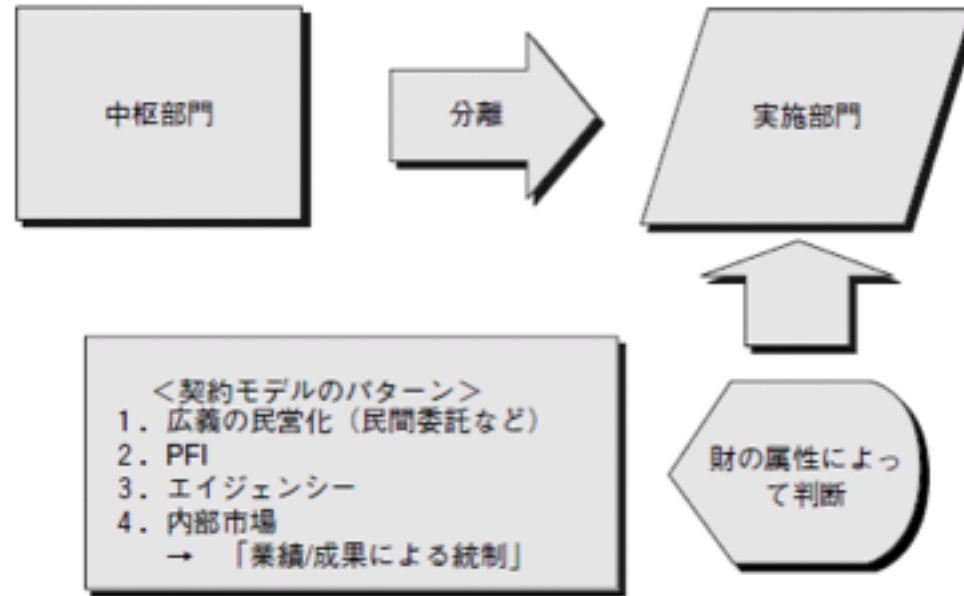 中枢部門
分離
実施部門
＜契約モデルのパターン＞
1．広義の民営化（民間委託など）
2．PFI
3．エイジェンシー
4．内部市場
→ 「業績/成果による統制」
財の属性によっ
て判断